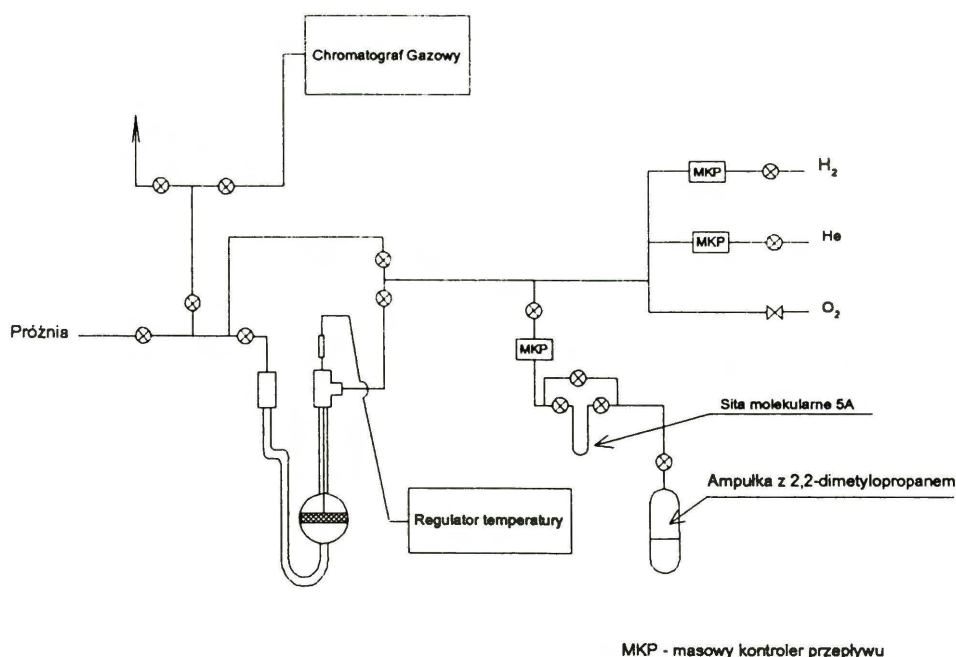 Chromatograf Gazowy
MKP
H₂
MKP
He
O₂
Próżnia
MKP
Sita molekularne 5A
Ampułka z 2,2-dimetylopropanem
Regulator temperatury
MKP - masowy kontroler przepływu